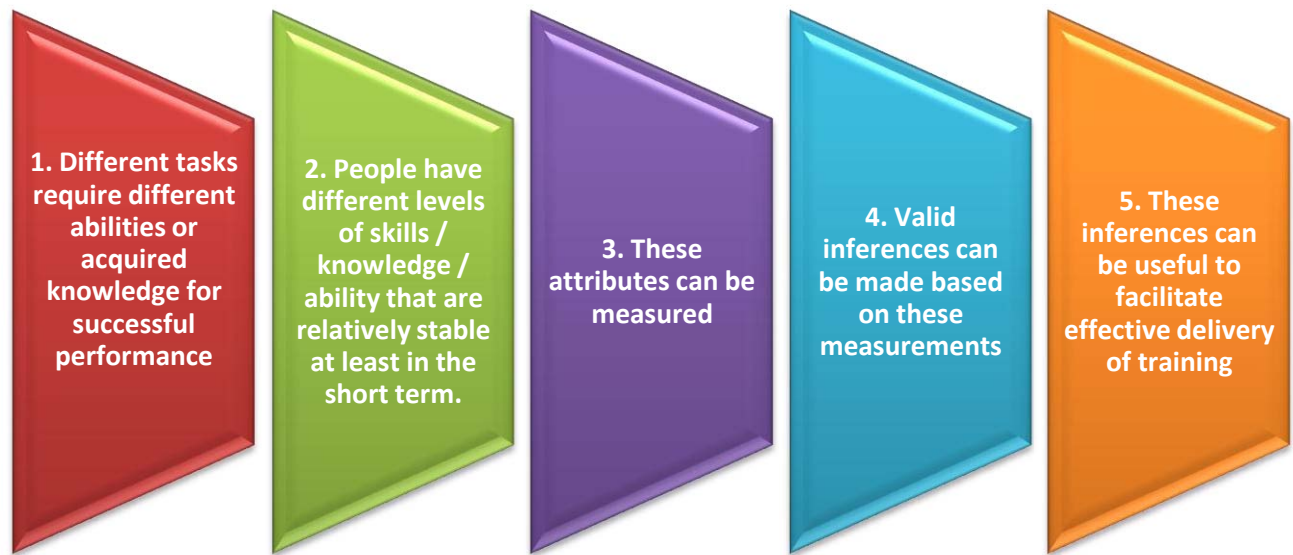 1. Different tasks
require different
abilities or
acquired
knowledge for
successful
performance
2. People have
different levels
of skills /
knowledge /
ability that are
relatively stable
at least in the
short term.
3. These
attributes can be
measured
4. Valid
inferences can
be made based
on these
measurements
5. These
inferences can
be useful to
facilitate
effective delivery
of training